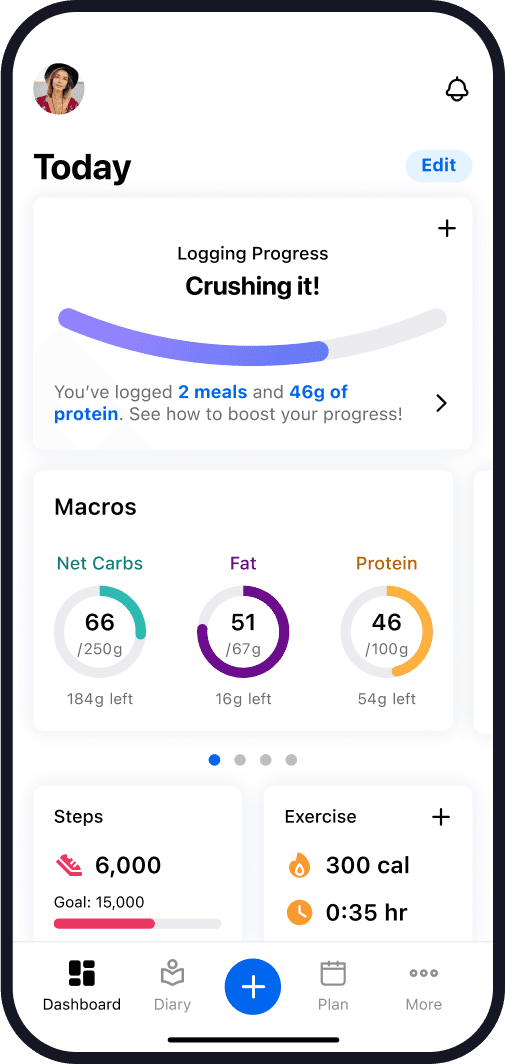 Today
Edit
Logging Progress
Crushing it!
You’ve logged 2 meals and 46g of
protein. See how to boost your progress!
Macros
Net Carbs
Fat
Protein
66
/250g
51
/67g
46
/100g
184g left
16g left
54g left
Steps
Exercise
6,000
300 cal
Goal: 15,000
0:35 hr
Dashboard
Diary
Plan
More